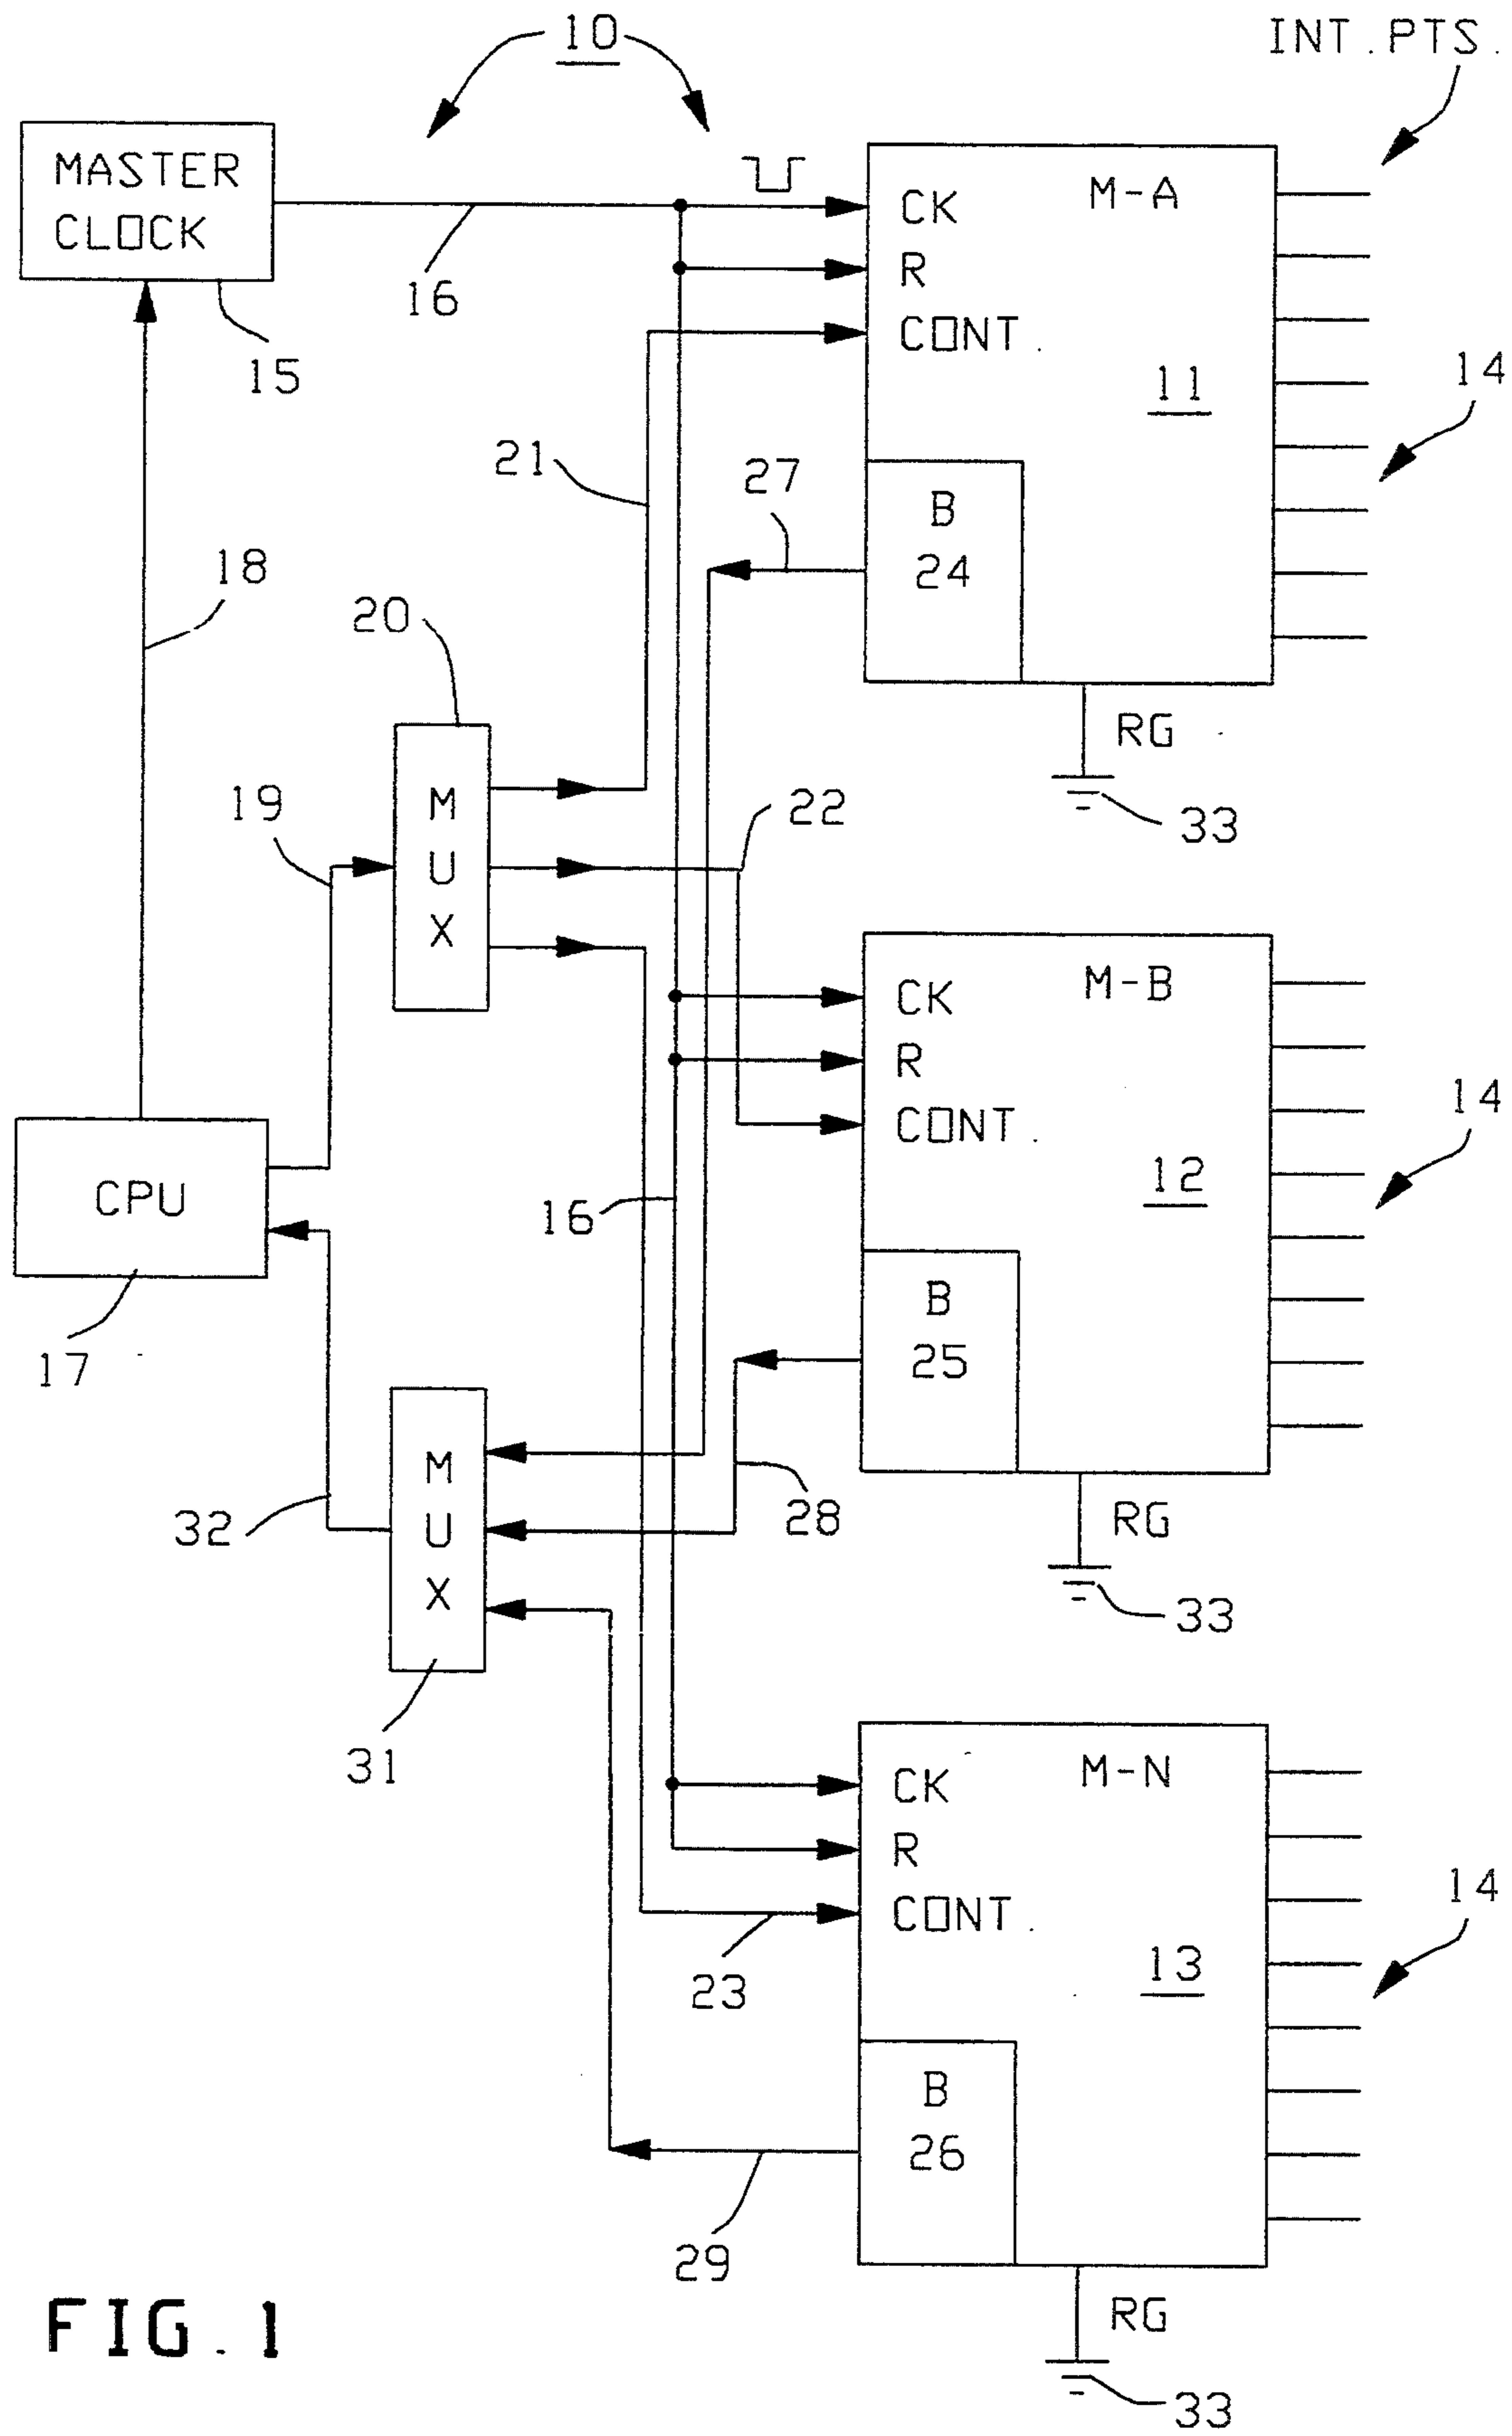 10
INT. PTS.
MASTER
CLOCK
CK
M-A
R
CONT.
16
15
11
14
21
27
B
24
18
20
RG
33
19
M
U
X
22
M-B
CK
R
CONT.
14
12
CPU
16
17
B
25
28
M
U
X
32
RG
33
31
M-N
CK
R
CONT.
14
13
23
B
26
29
RG
33
FIG. 1